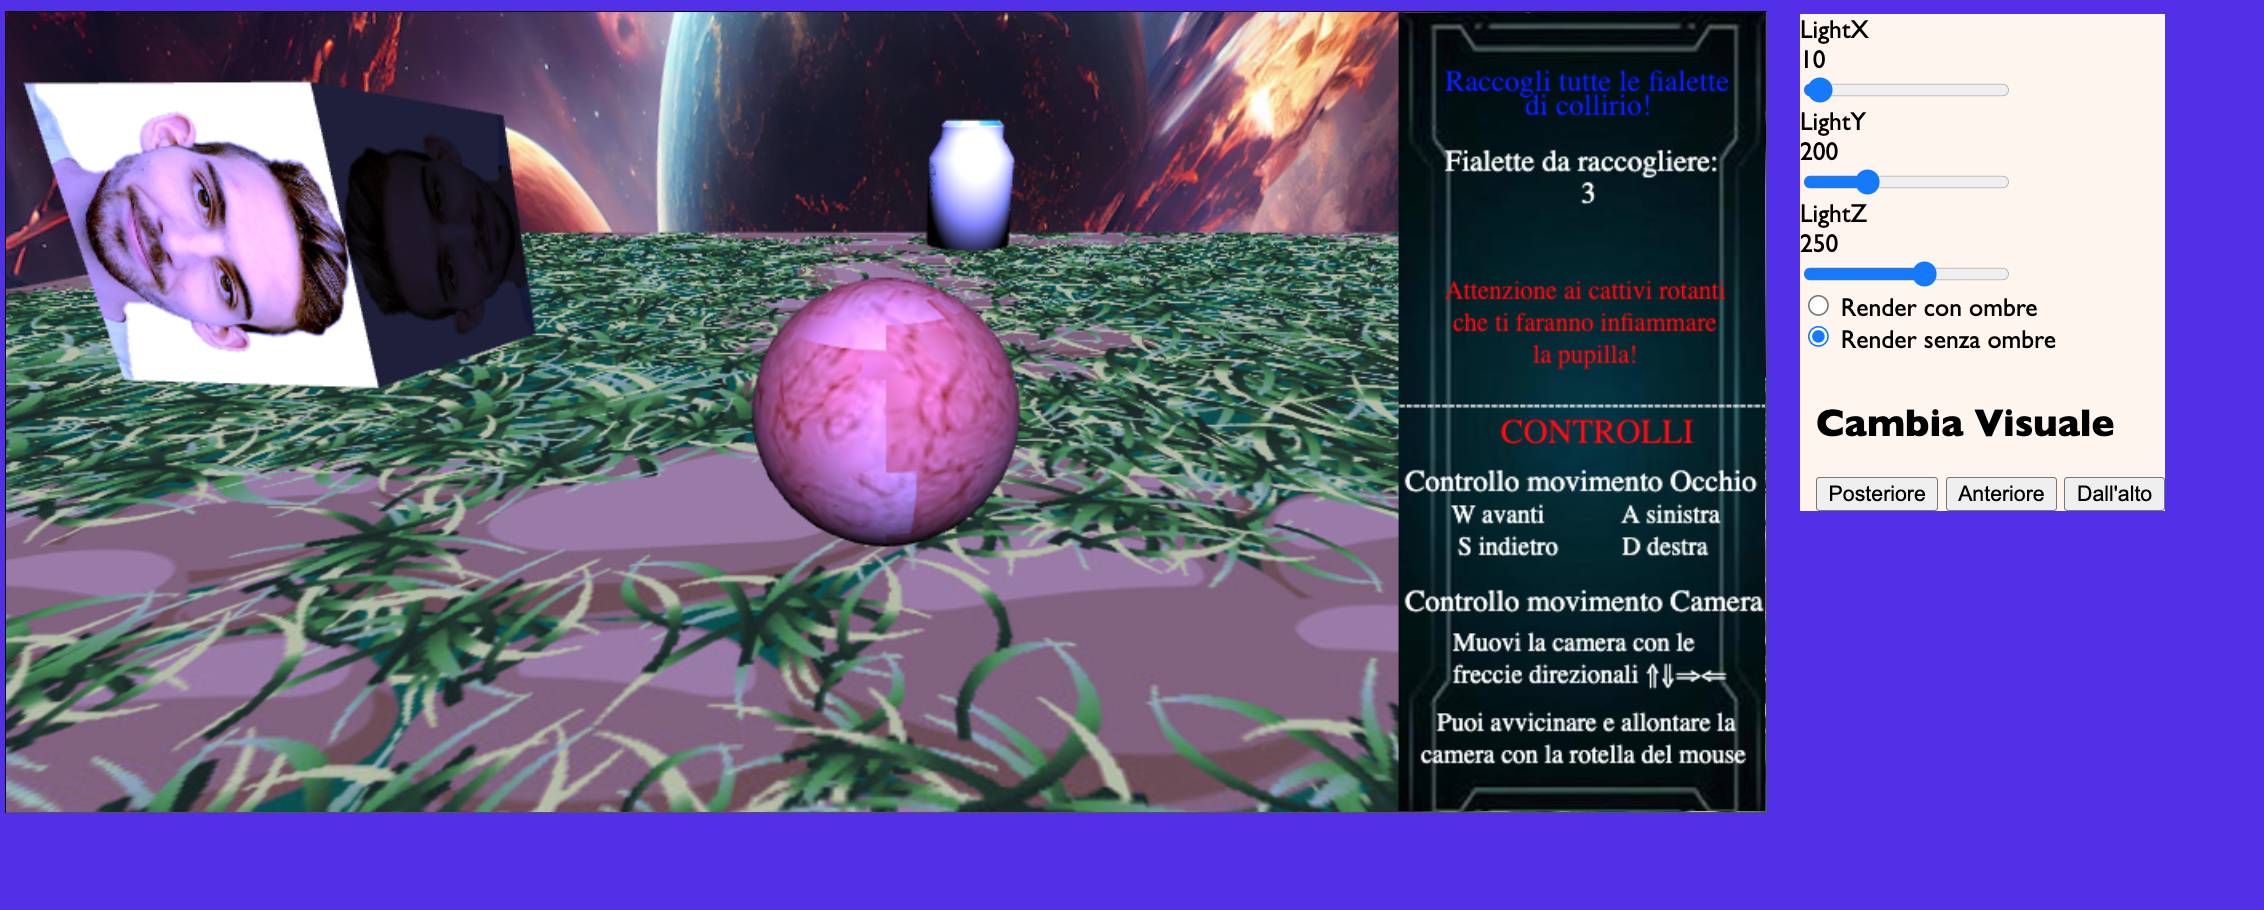 Raccogli tutte le fialette
di collirio!
Fialette da raccogliere:
3
Attenzione ai cattivi rotanti
che ti faranno infiammare
la pupilla!
CONTROLLI
Controllo movimento Occhio
W avanti A sinistra
S indietro D destra
Controllo movimento Camera
Muovi la camera con le
freccie direzionali ⇑⇓⇒⇐
Puoi avvicinare e allontare la
camera con la rotella del mouse
LightX
10
LightY
200
LightZ
250
Render con ombre
Render senza ombre
Cambia Visuale
Posteriore Anteriore Dall'alto